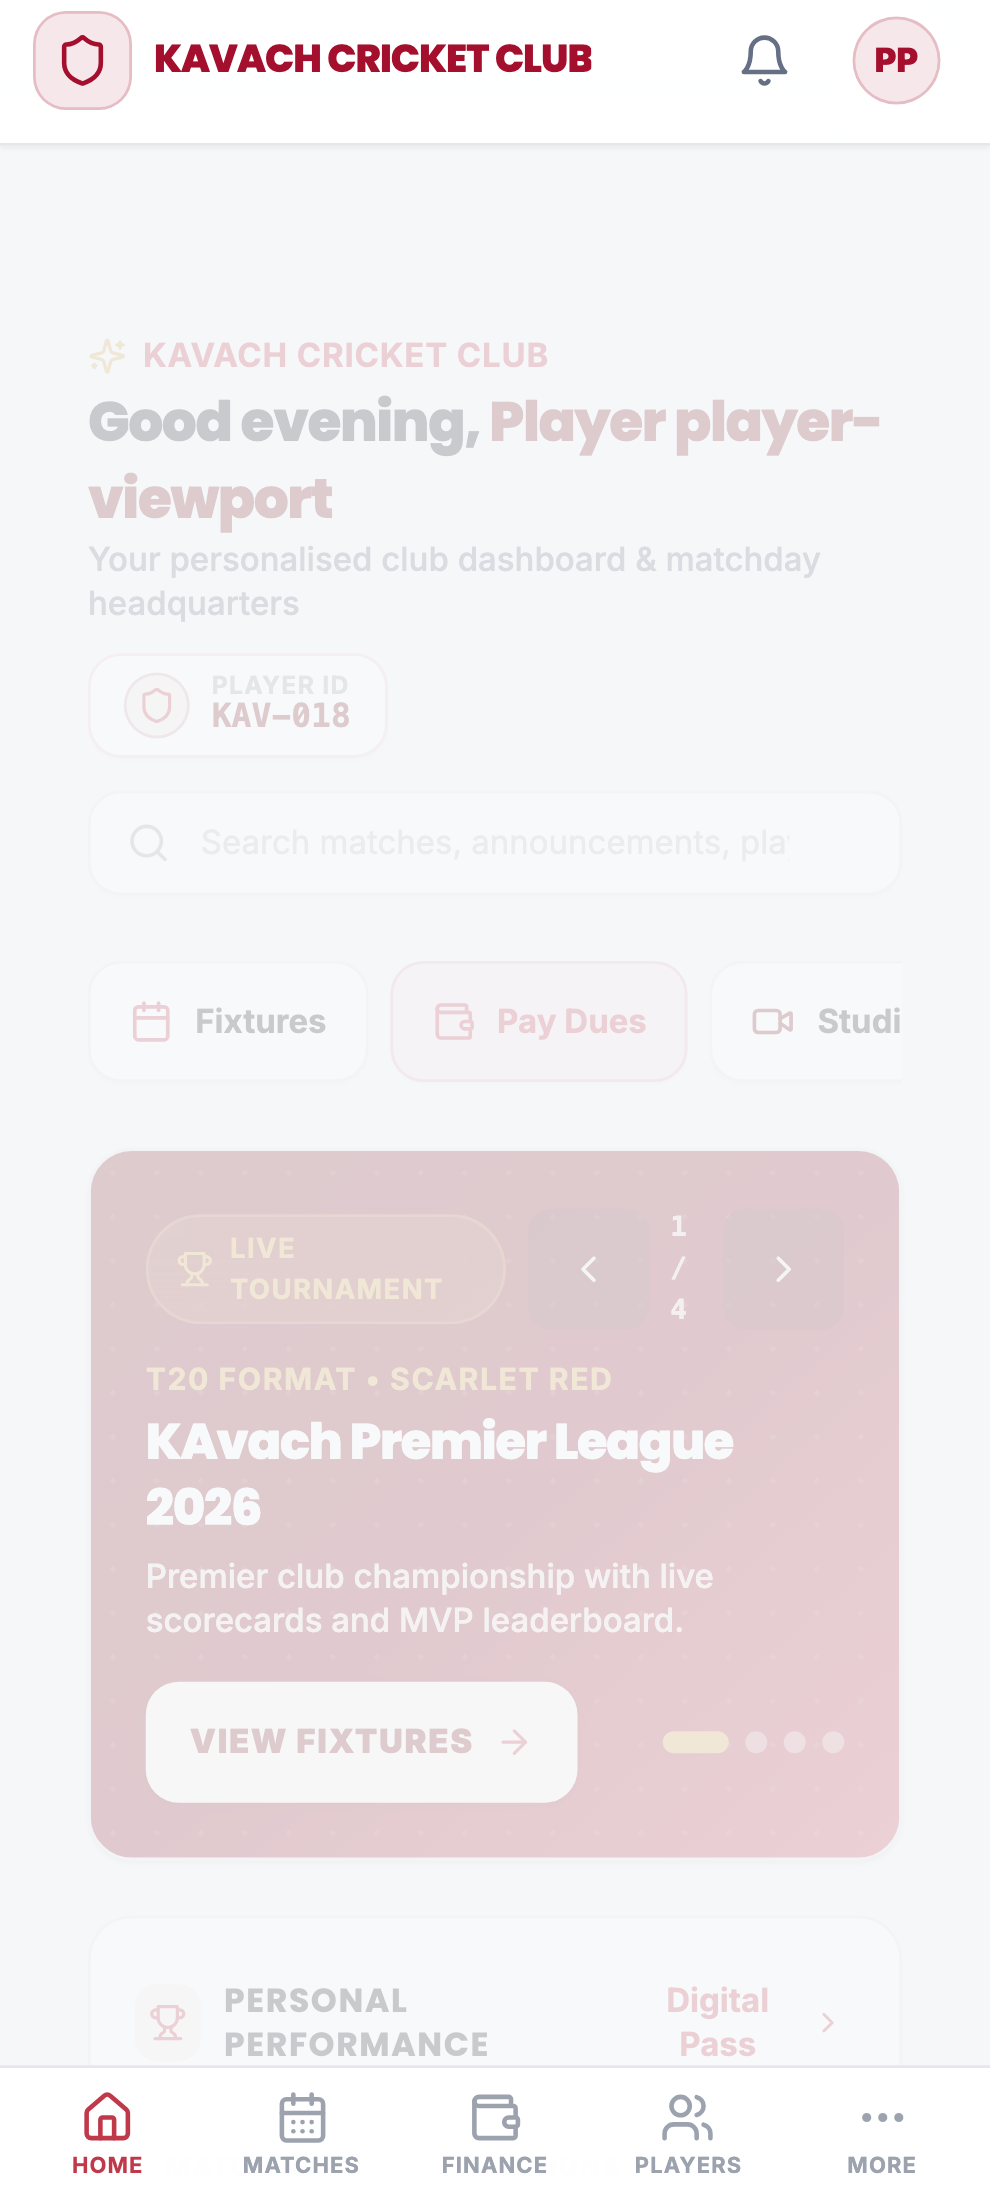 KAVACH CRICKET CLUB
PP
KAVACH CRICKET CLUB
Good evening, Player player-
viewport
Your personalised club dashboard & matchday
headquarters
PLAYER ID
KAV-018
Search matches, announcements, pla
Fixtures
Pay Dues
Studi
LIVE
TOURNAMENT
1
/
4
T20 FORMAT • SCARLET RED
KAvach Premier League
2026
Premier club championship with live
scorecards and MVP leaderboard.
VIEW FIXTURES
PERSONAL
PERFORMANCE
Digital
Pass
HOME
MATCHES
FINANCE
PLAYERS
MORE